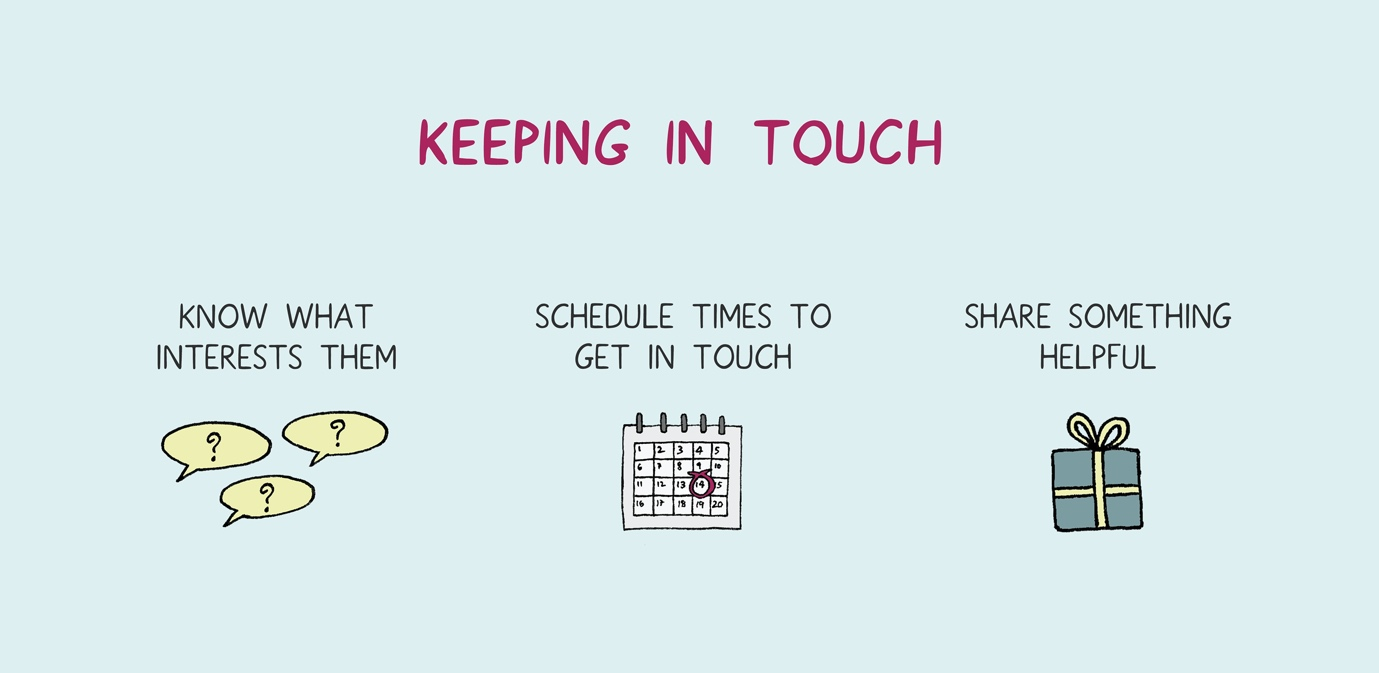 KEEPING IN TOUCH
KNOW WHAT
INTERESTS THEM
SCHEDULE TIMES TO
GET IN TOUCH
SHARE SOMETHING
HELPFUL
? ?
?
1 2 3 4 5
6 7 8 9 10
11 12 13 14 15
16 17 18 19 20